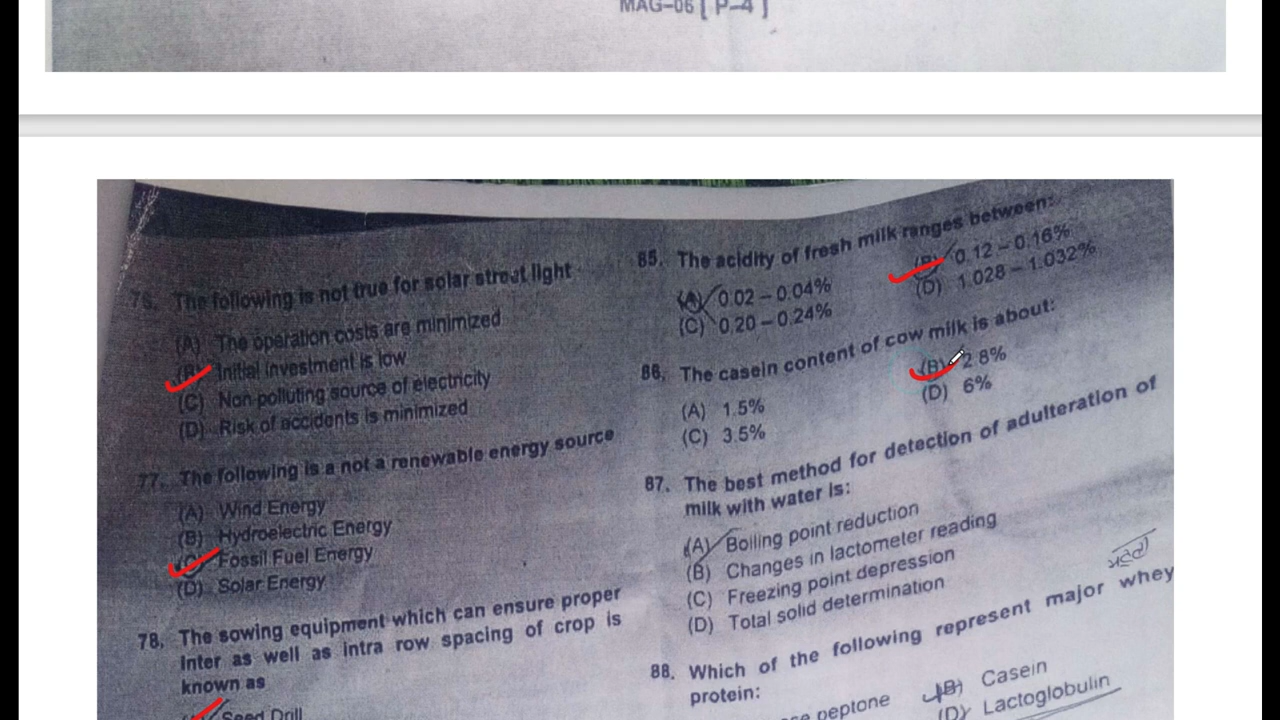 MAG-06 [ P-4 ]
76. The following is not true for solar street light
(A) The operation costs are minimized
(B) Initial investment is low
(C) Non polluting source of electricity
(D) Risk of accidents is minimized
77. The following is a not a renewable energy source
(A) Wind Energy
(B) Hydroelectric Energy
(C) Fossil Fuel Energy
(D) Solar Energy
78. The sowing equipment which can ensure proper
Inter as well as intra row spacing of crop is
known as
Seed Drill
85. The acidity of fresh milk ranges between:
(A) 0.02 – 0.04%
(B) 0.12 – 0.16%
(C) 0.20 – 0.24%
(D) 1.028 – 1.032%
86. The casein content of cow milk is about:
(A) 1.5%
(B) 2.8%
(C) 3.5%
(D) 6%
87. The best method for detection of adulteration of
milk with water is:
(A) Boiling point reduction
(B) Changes in lactometer reading
(C) Freezing point depression
(D) Total solid determination
88. Which of the following represent major whey
protein:
peptone
(B) Casein
(D) Lactoglobulin